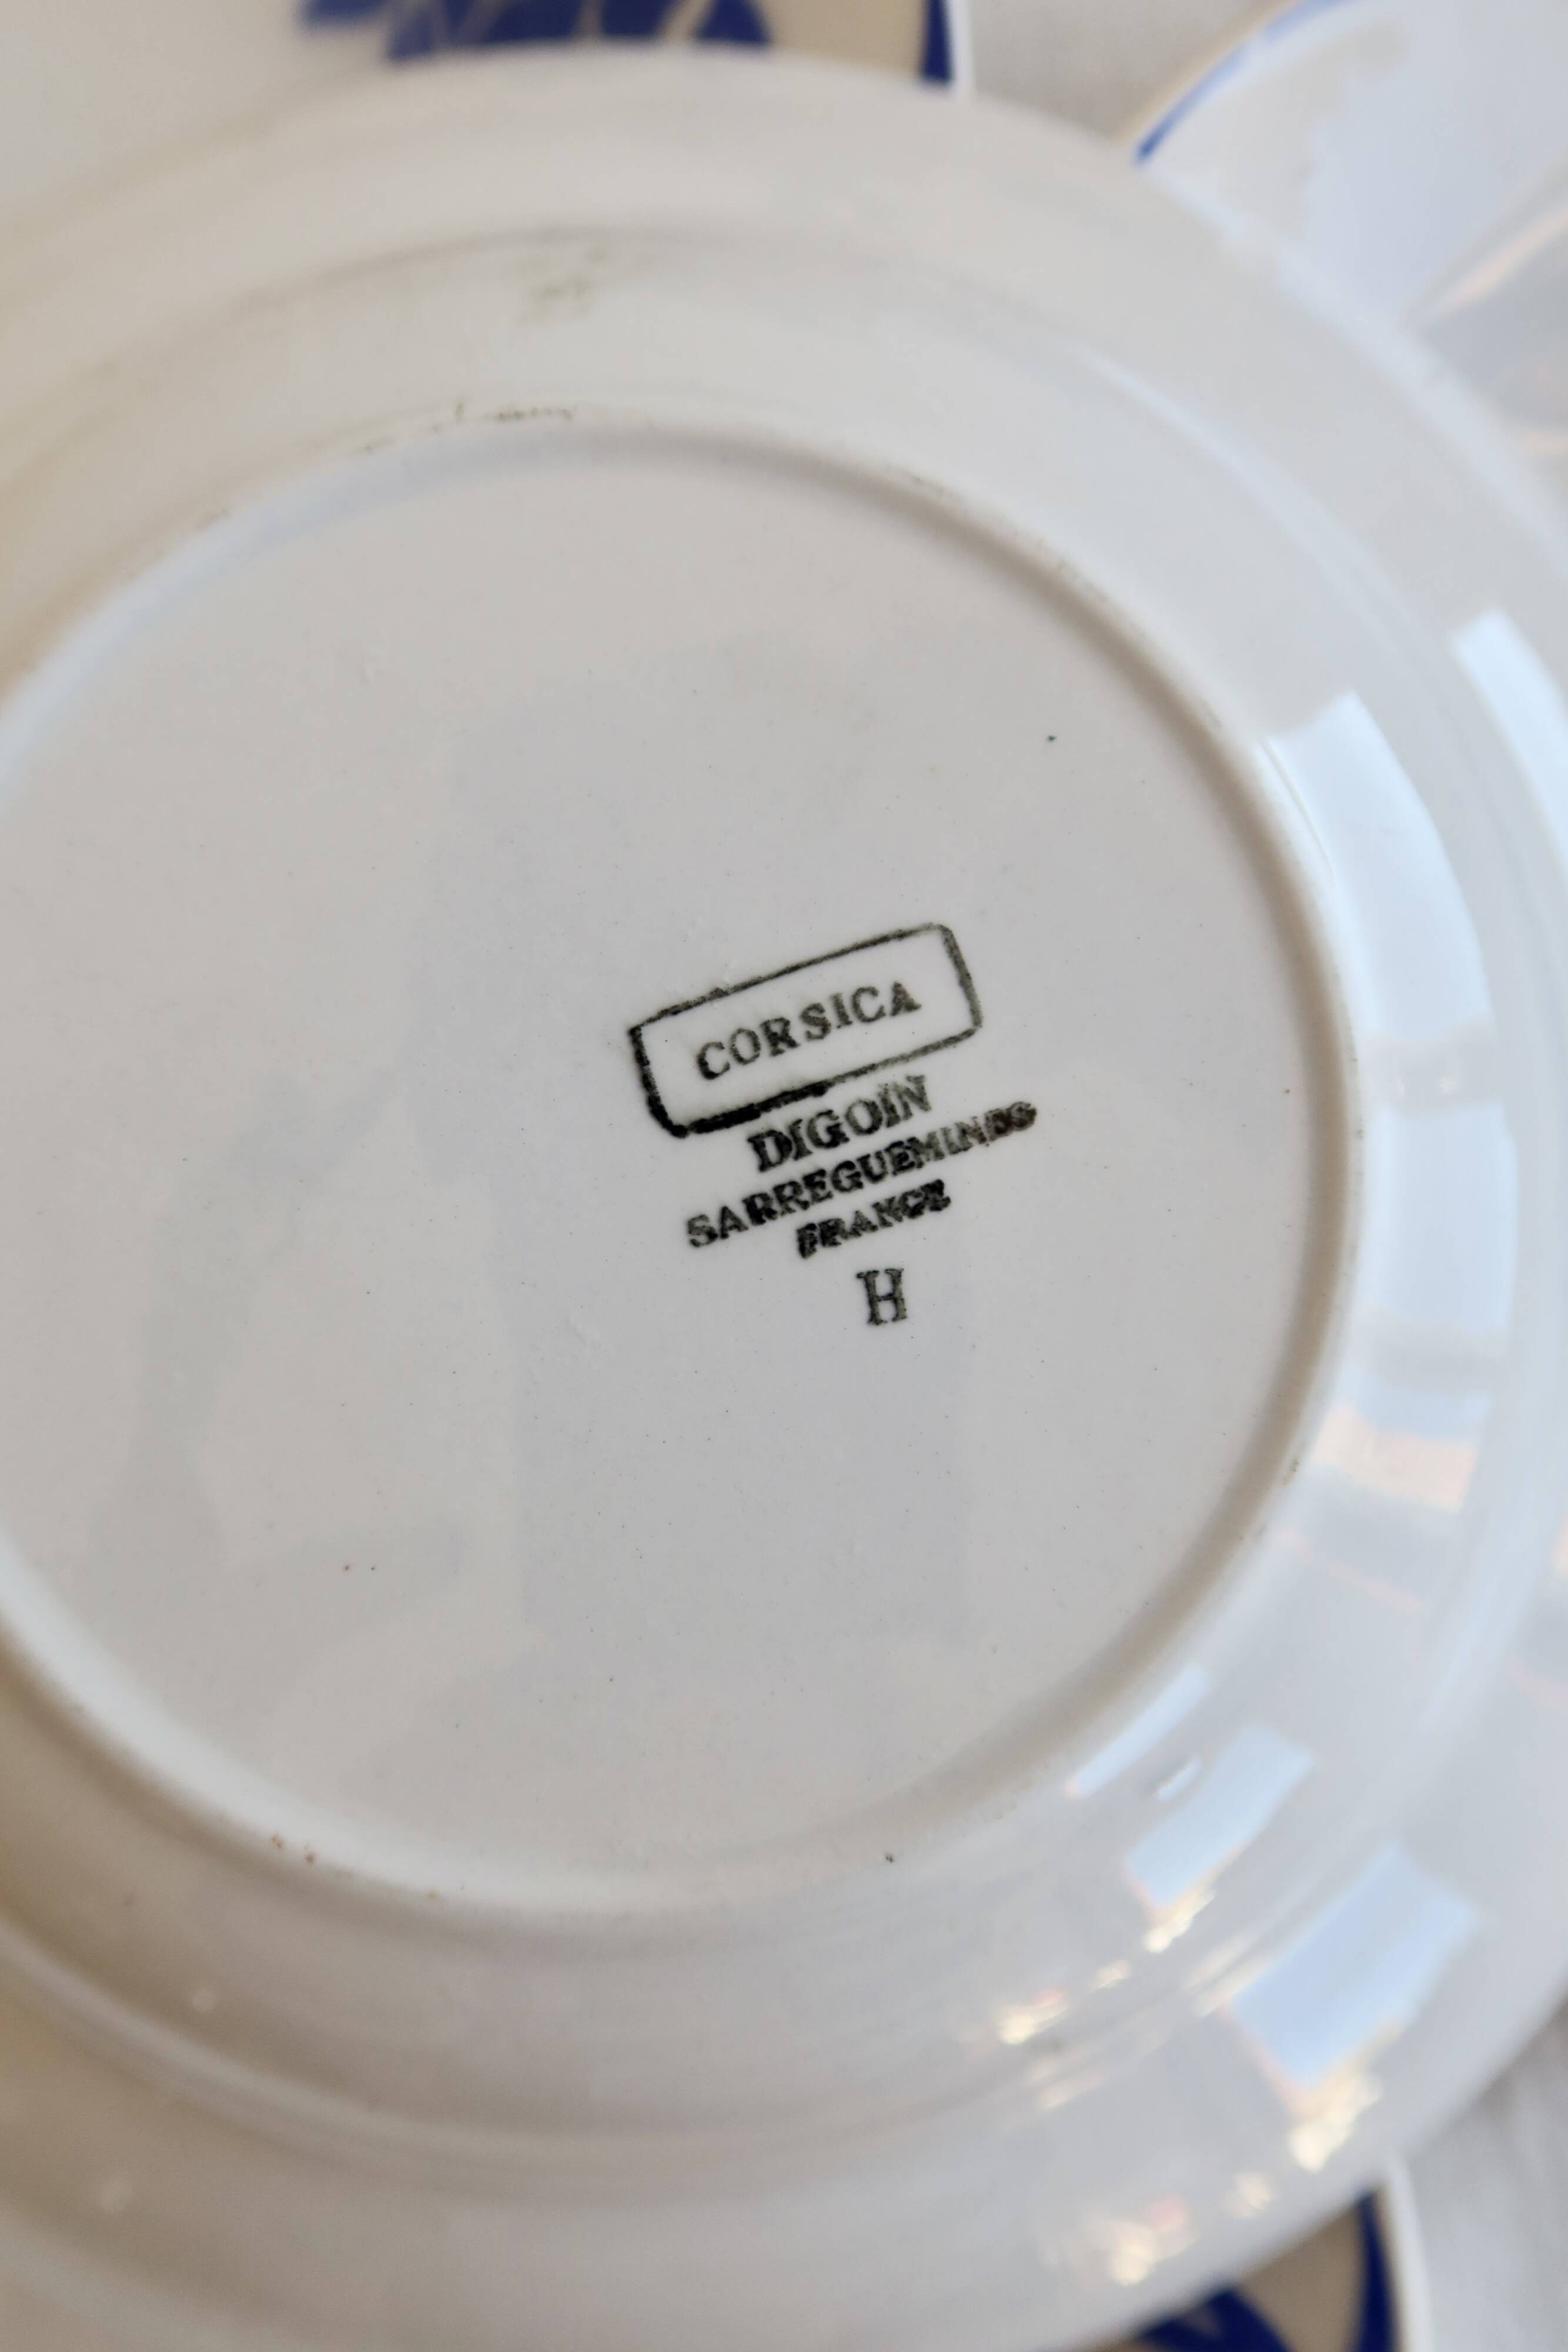 CORSICA
DIGOIN
SARREGUEMINES
FRANCE
H